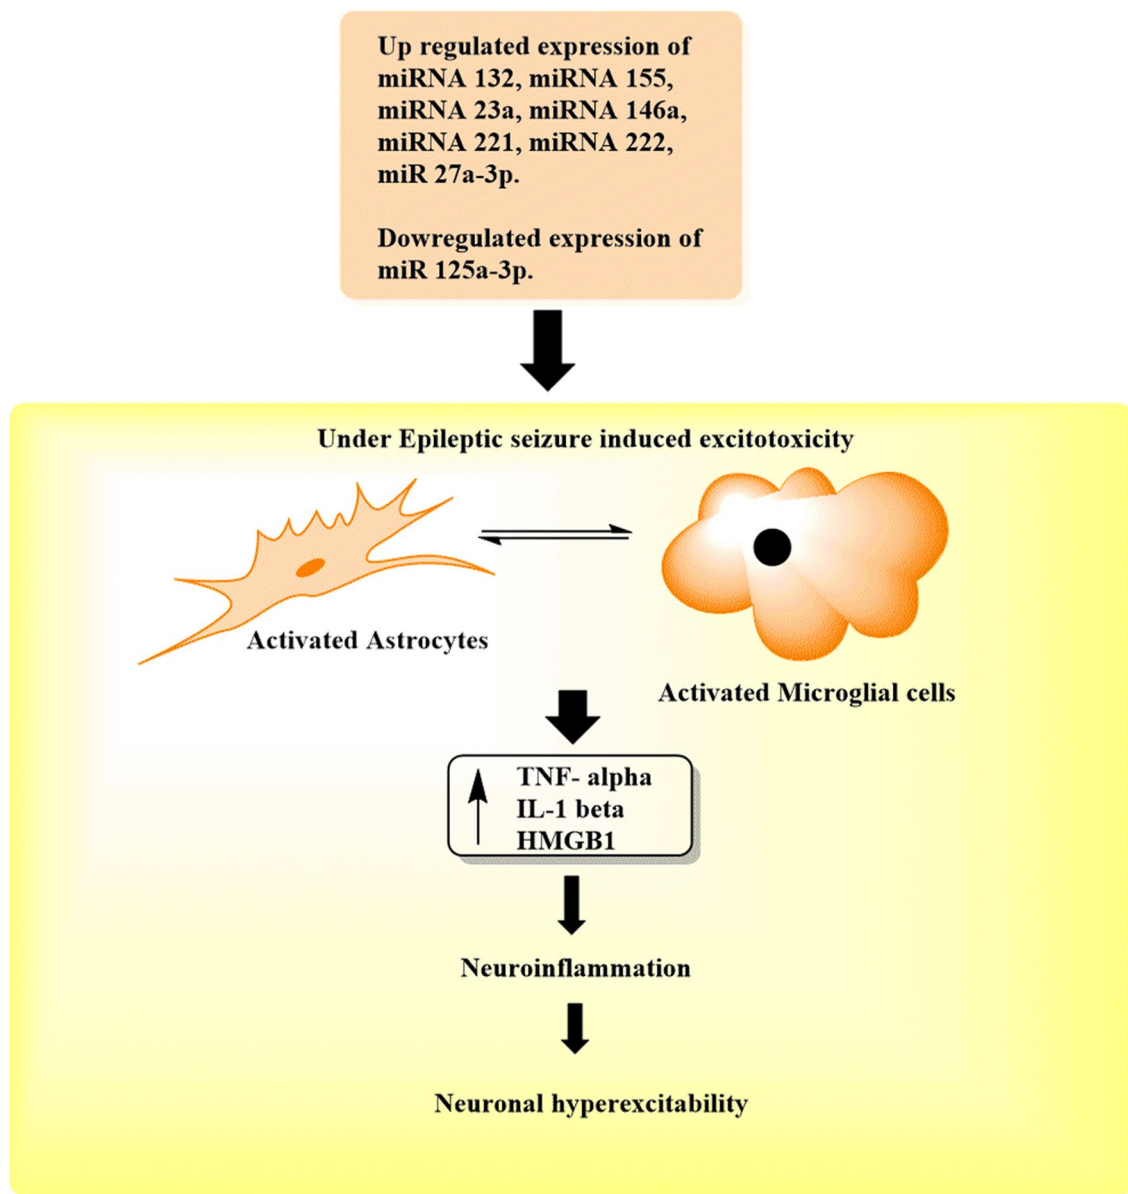 Up regulated expression of
miRNA 132, miRNA 155,
miRNA 23a, miRNA 146a,
miRNA 221, miRNA 222,
miR 27a-3p.
Dowregulated expression of
miR 125a-3p.
Under Epileptic seizure induced excitotoxicity
Activated Astrocytes
Activated Microglial cells
TNF- alpha
IL-1 beta
HMGB1
Neuroinflammation
Neuronal hyperexcitability